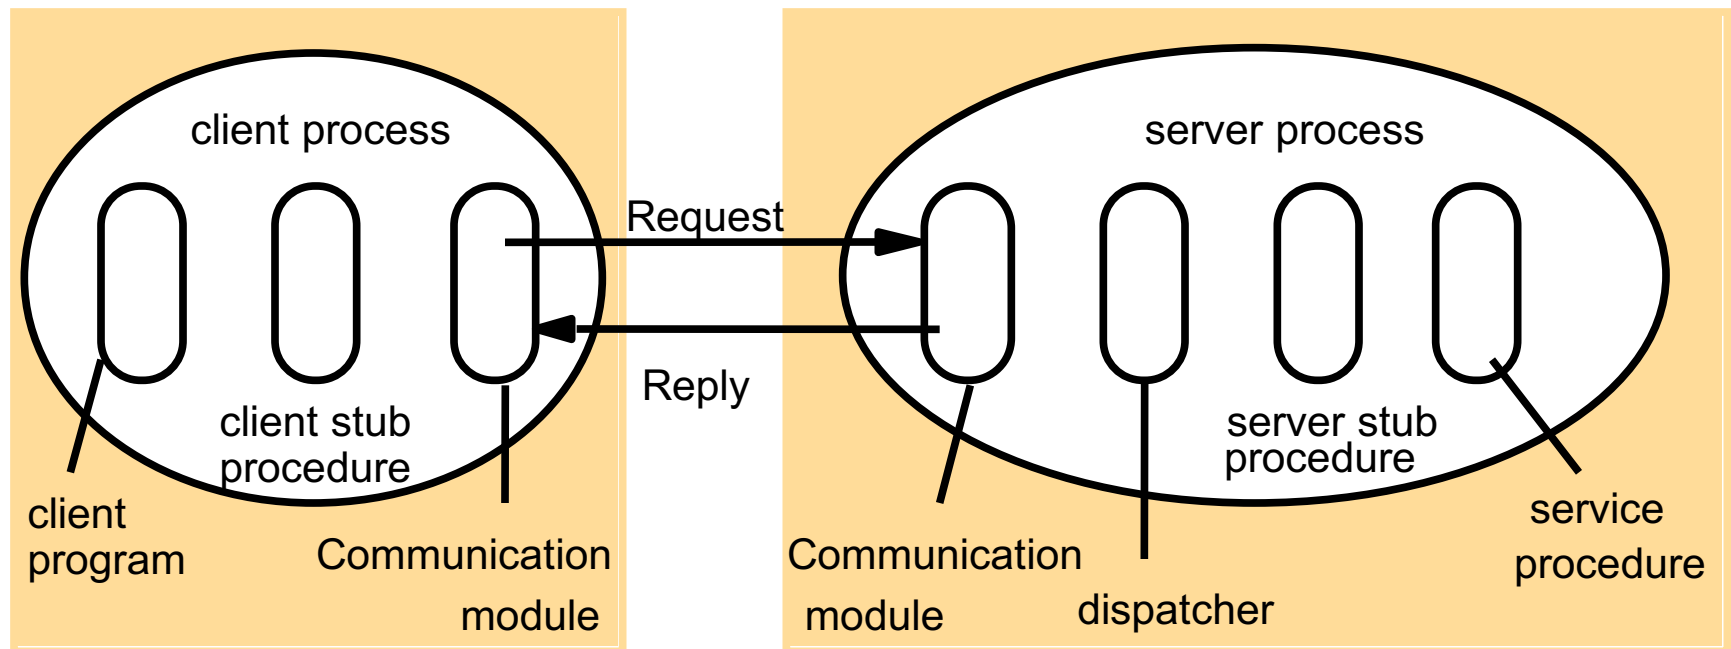 client process
client stub
procedure
client
program
Communication
module
Request
Reply
server process
server stub
procedure
Communication
module
dispatcher
service
procedure